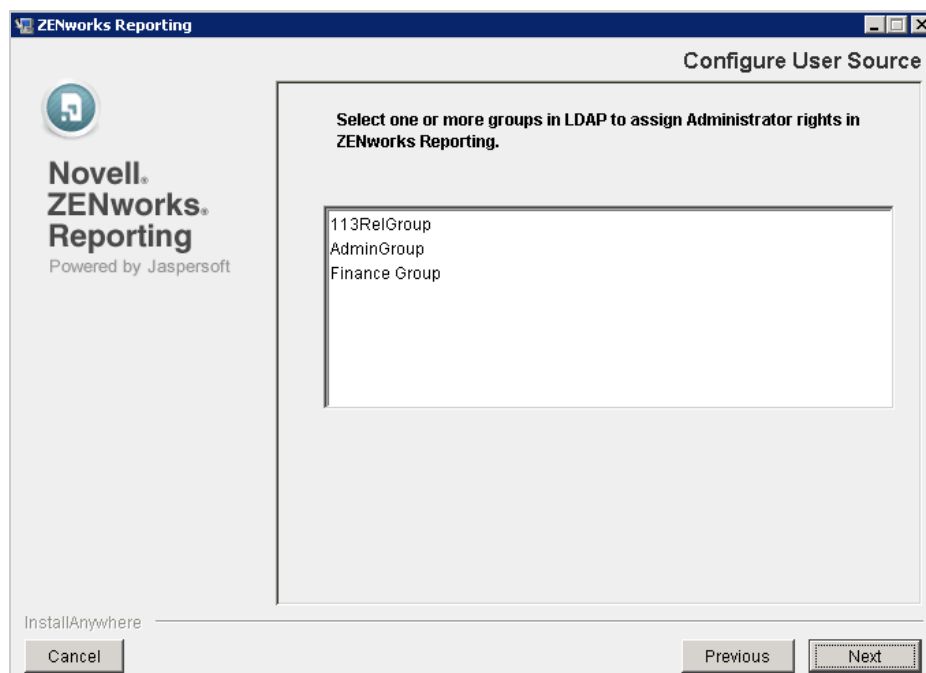 ZENworks Reporting
Configure User Source
Novell®
ZENworks®
Reporting
Powered by Jaspersoft
Select one or more groups in LDAP to assign Administrator rights in
ZENworks Reporting.
113RelGroup
AdminGroup
Finance Group
InstallAnywhere
Cancel
Previous
Next